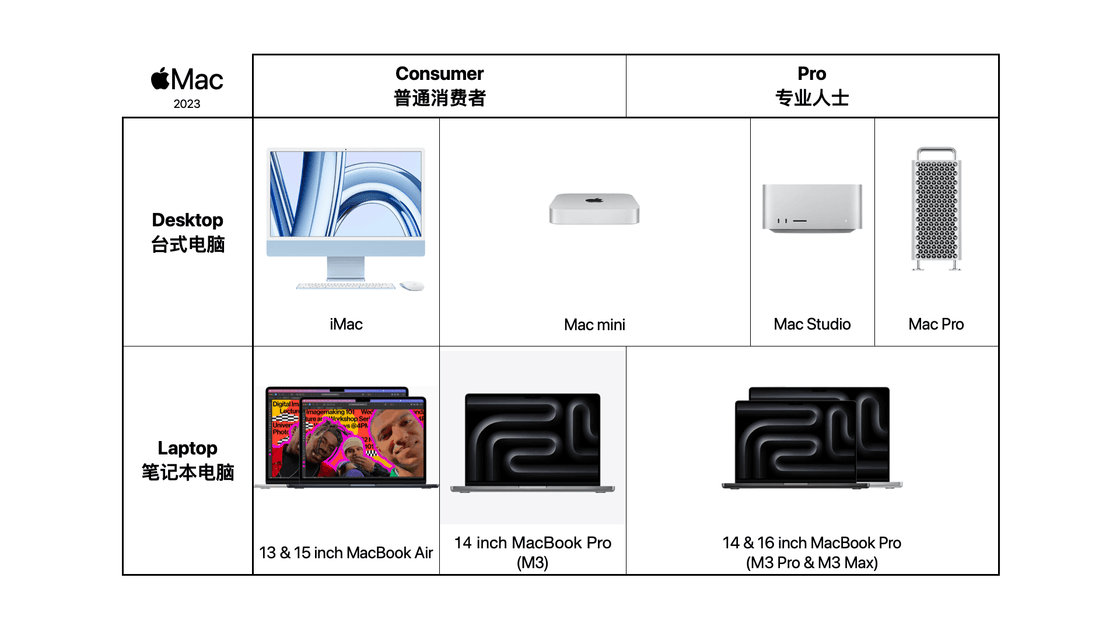 Mac
2023
Consumer
普通消费者
Pro
专业人士
Desktop
台式电脑
iMac
Mac mini
Mac Studio
Mac Pro
Laptop
笔记本电脑
13 & 15 inch MacBook Air
14 inch MacBook Pro
(M3)
14 & 16 inch MacBook Pro
(M3 Pro & M3 Max)